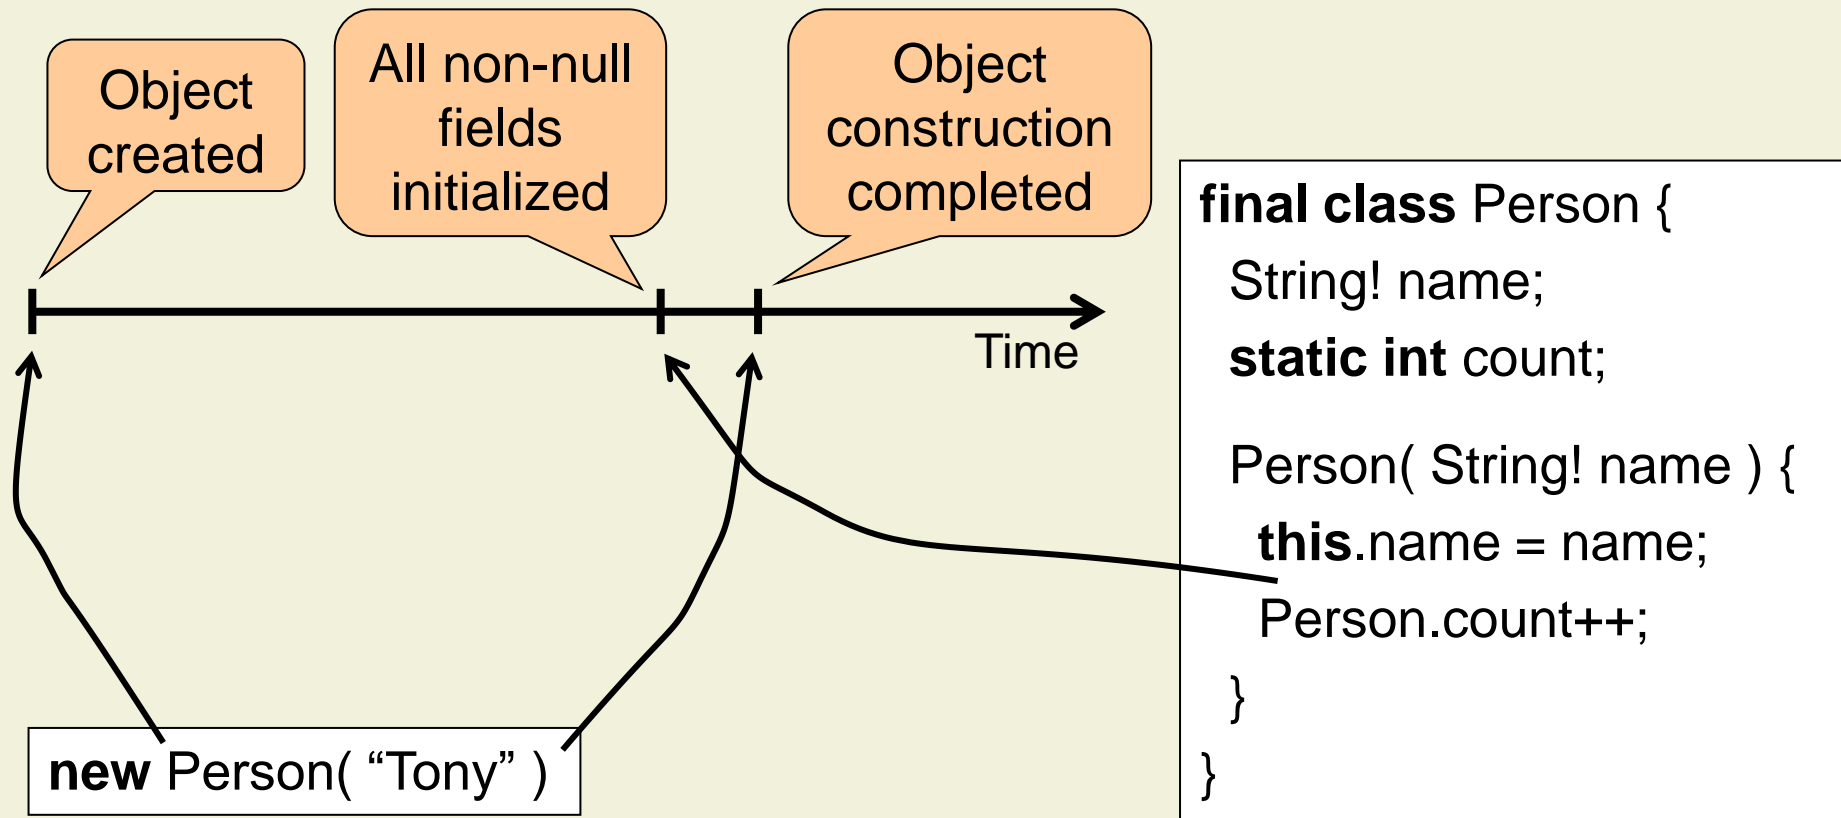 Object
created
All non-null
fields
initialized
Object
construction
completed
Time
new Person( “Tony” )
final class Person {
String! name;
static int count;
Person( String! name ) {
this.name = name;
Person.count++;
}
}